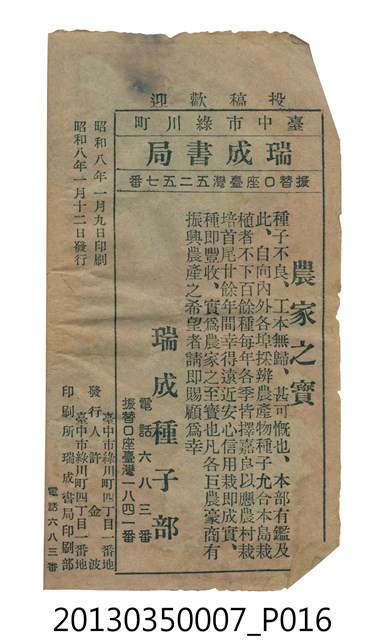 迎歡稿投
町川綠市中臺
局書成瑞
番七五二五灣臺座口替振
農家之寶
種子不良、工本無歸、甚可慨也、本部有鑑及
此、自向內外各埠採辨農產物種子、允合本島栽
植者不下百餘種每年各季皆擇嘉良以應農村栽
培首尾廿餘年間幸得遠近安心信用栽即成實、
種即豐收、實爲農家之至寶也凡各巨農豪商有
振興農產之希望者請即賜顧爲幸
瑞成種子部
電話六八三番
振替口座臺灣一八四一番
昭和八年一月九日印刷
昭和八年一月十二日發行
臺中市綠川町四丁目一番地
發行人許金波
臺中市綠川町四丁目一番地
印刷所瑞成書局印刷部
電話六八三番
20130350007_P016